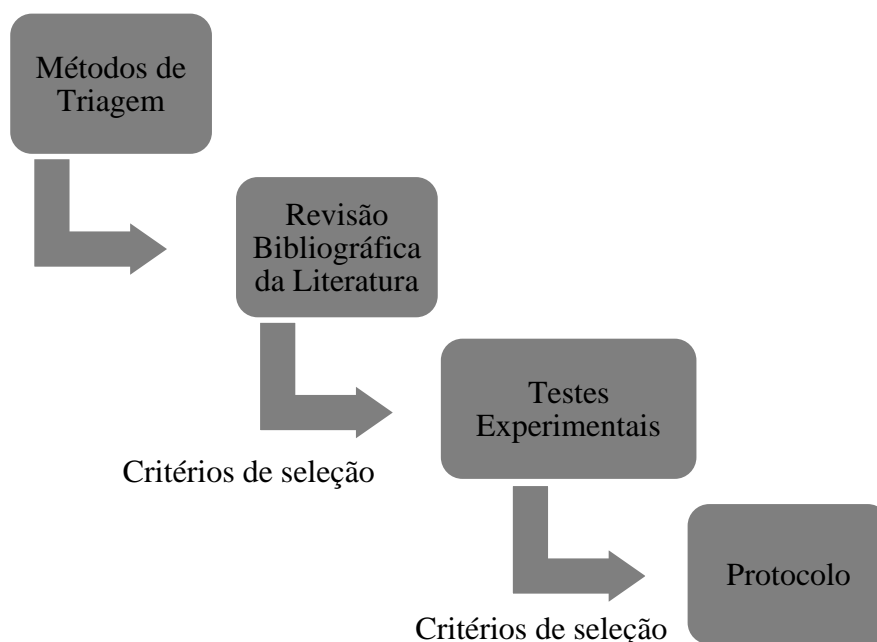 Métodos de
Triagem
Revisão
Bibliográfica
da Literatura
Testes
Experimentais
Critérios de seleção
Protocolo
Critérios de seleção